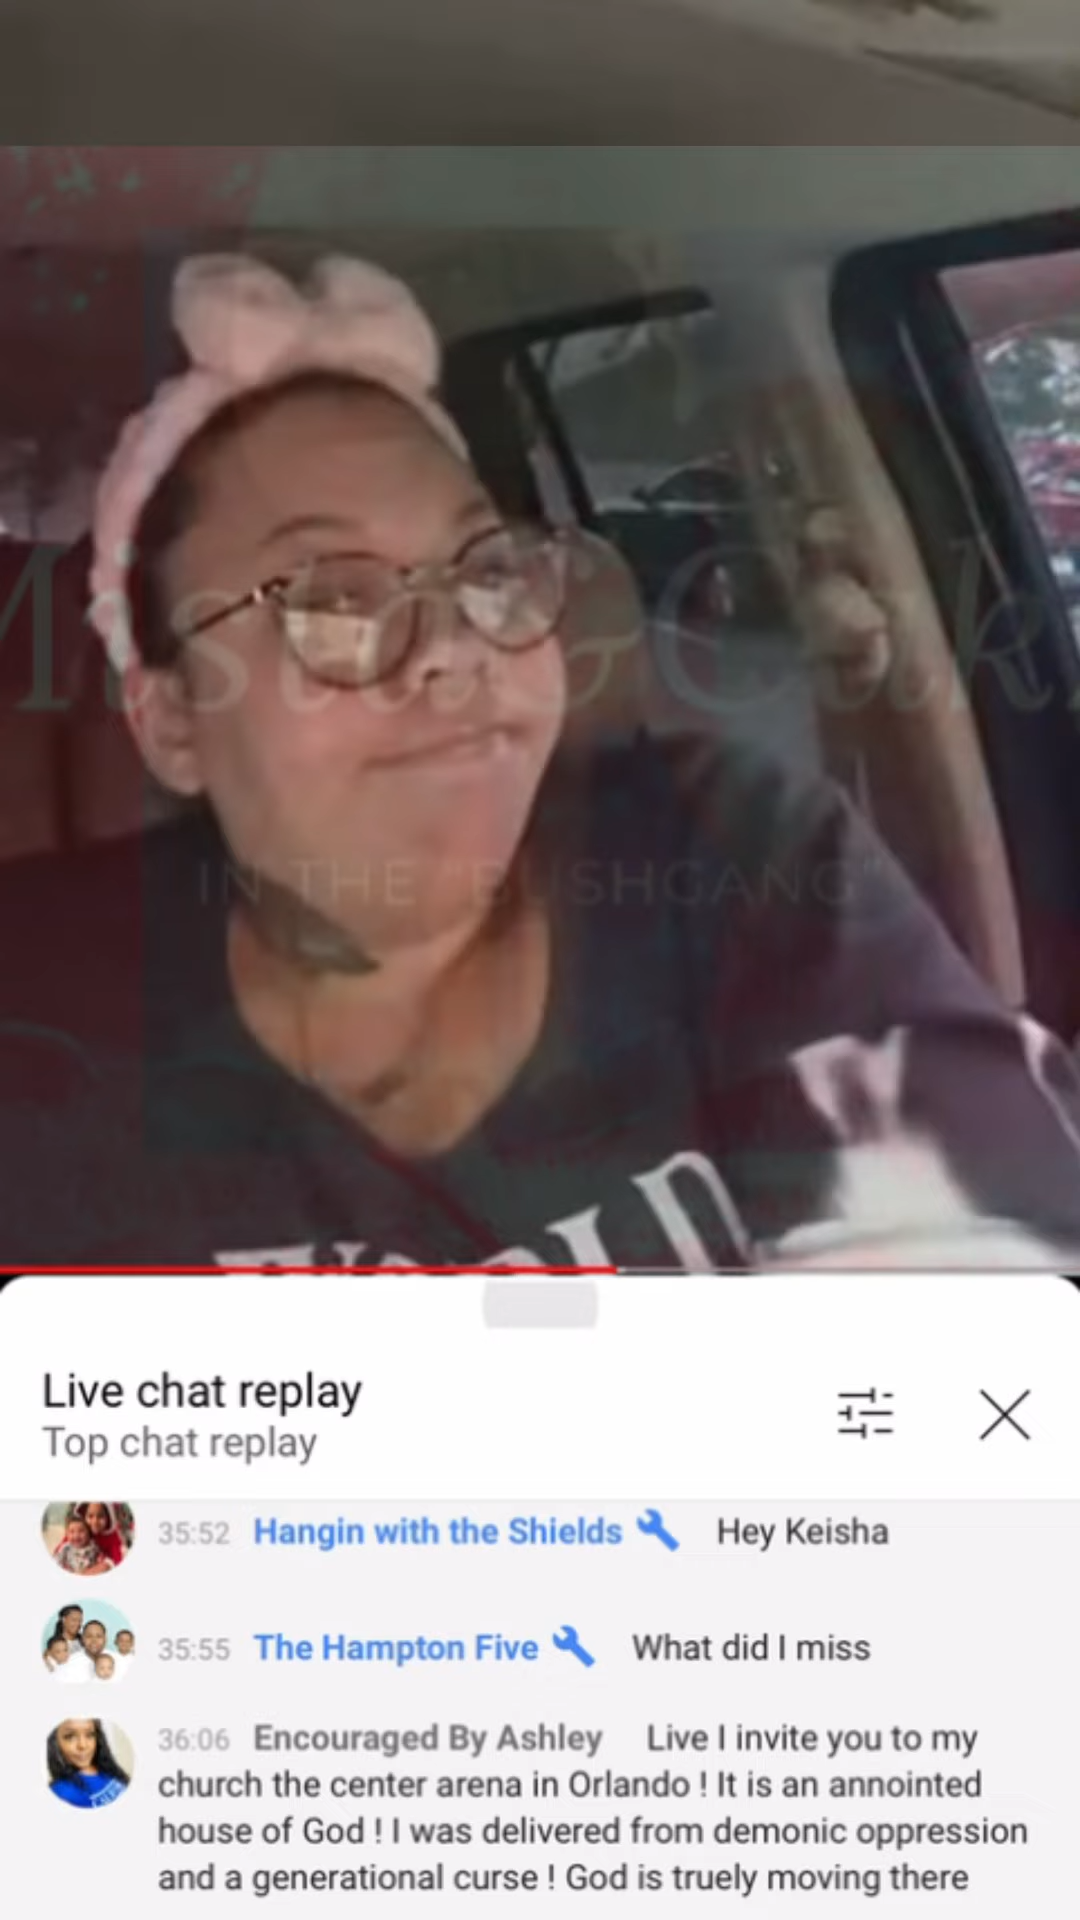 Mista & Cookz
IN THE "BUSHGANG"
WORLD
Live chat replay
Top chat replay
35:52 Hangin with the Shields Hey Keisha
35:55 The Hampton Five What did I miss
36:06 Encouraged By Ashley Live I invite you to my
church the center arena in Orlando ! It is an annointed
house of God ! I was delivered from demonic oppression
and a generational curse ! God is truely moving there